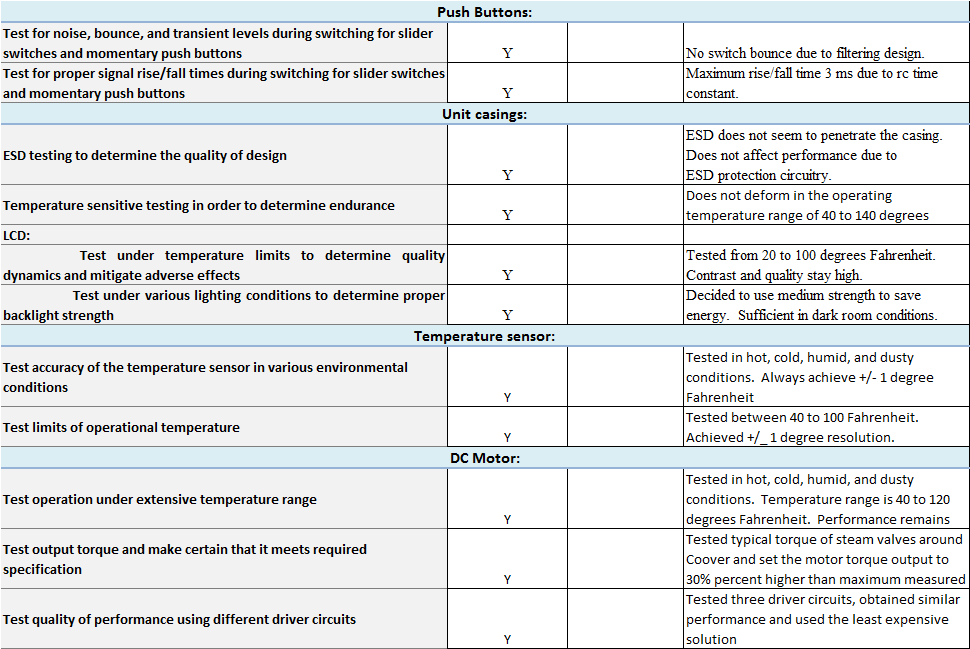 Push Buttons:
Test for noise, bounce, and transient levels during switching for slider
switches and momentary push buttons
Y
No switch bounce due to filtering design.
Test for proper signal rise/fall times during switching for slider switches
and momentary push buttons
Y
Maximum rise/fall time 3 ms due to rc time
constant.
Unit casings:
ESD testing to determine the quality of design
Y
ESD does not seem to penetrate the casing.
Does not affect performance due to
ESD protection circuitry.
Temperature sensitive testing in order to determine endurance
Y
Does not deform in the operating
temperature range of 40 to 140 degrees
LCD:
Test under temperature limits to determine quality
dynamics and mitigate adverse effects
Y
Tested from 20 to 100 degrees Fahrenheit.
Contrast and quality stay high.
Test under various lighting conditions to determine proper
backlight strength
Y
Decided to use medium strength to save
energy.  Sufficient in dark room conditions.
Temperature sensor:
Test accuracy of the temperature sensor in various environmental
conditions
Y
Tested in hot, cold, humid, and dusty
conditions.  Always achieve +/- 1 degree
Fahrenheit
Test limits of operational temperature
Y
Tested between 40 to 100 Fahrenheit.
Achieved +/_ 1 degree resolution.
DC Motor:
Test operation under extensive temperature range
Y
Tested in hot, cold, humid, and dusty
conditions.  Temperature range is 40 to 120
degrees Fahrenheit.  Performance remains
Test output torque and make certain that it meets required
specification
Y
Tested typical torque of steam valves around
Coover and set the motor torque output to
30% percent higher than maximum measured
Test quality of performance using different driver circuits
Y
Tested three driver circuits, obtained similar
performance and used the least expensive
solution